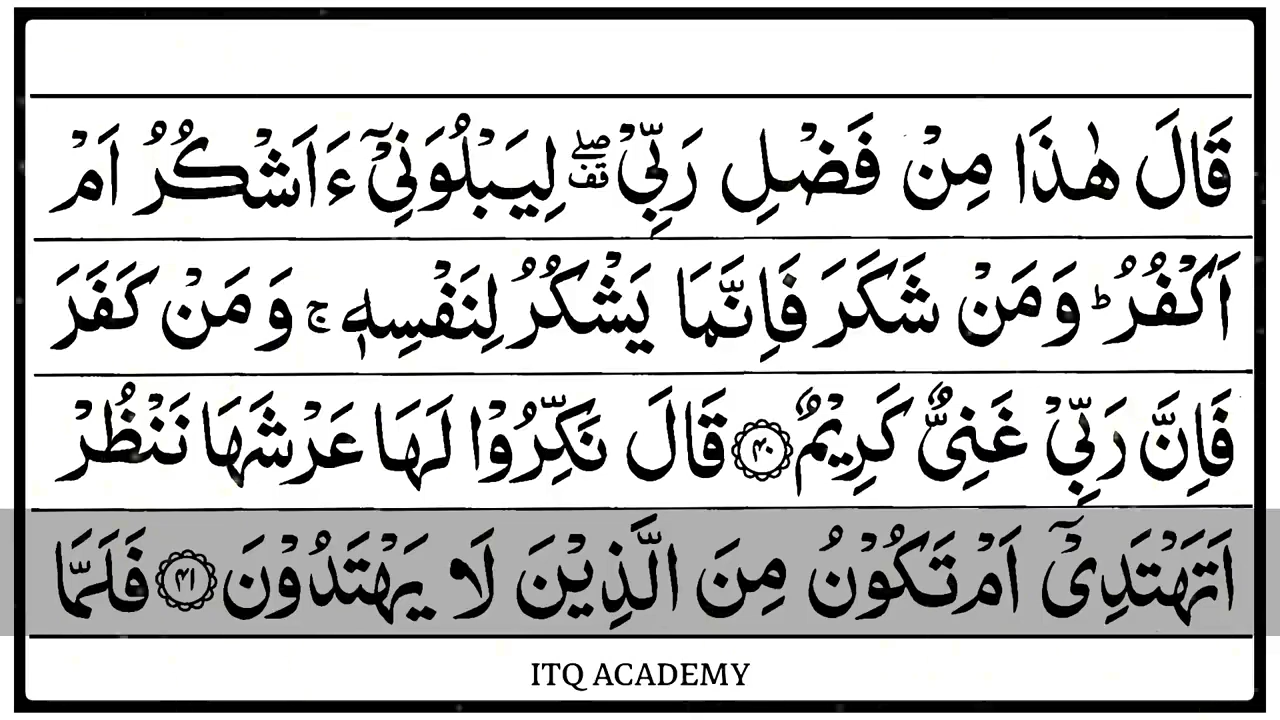 قَالَ هٰذَا مِنْ فَضْلِ رَبِّیْ ۖۗ لِیَبْلُوَنِیْۤ ءَاَشْكُرُ اَمْ
اَكْفُرُ ؕ وَ مَنْ شَكَرَ فَاِنَّمَا یَشْكُرُ لِنَفْسِهٖ ۚ وَ مَنْ كَفَرَ
فَاِنَّ رَبِّیْ غَنِیٌّ كَرِیْمٌ ﴿۴۰﴾ قَالَ نَكِّرُوْا لَهَا عَرْشَهَا نَنْظُرْ
اَتَهْتَدِیْۤ اَمْ تَكُوْنُ مِنَ الَّذِیْنَ لَا یَهْتَدُوْنَ ﴿۴۱﴾ فَلَمَّا
ITQ ACADEMY